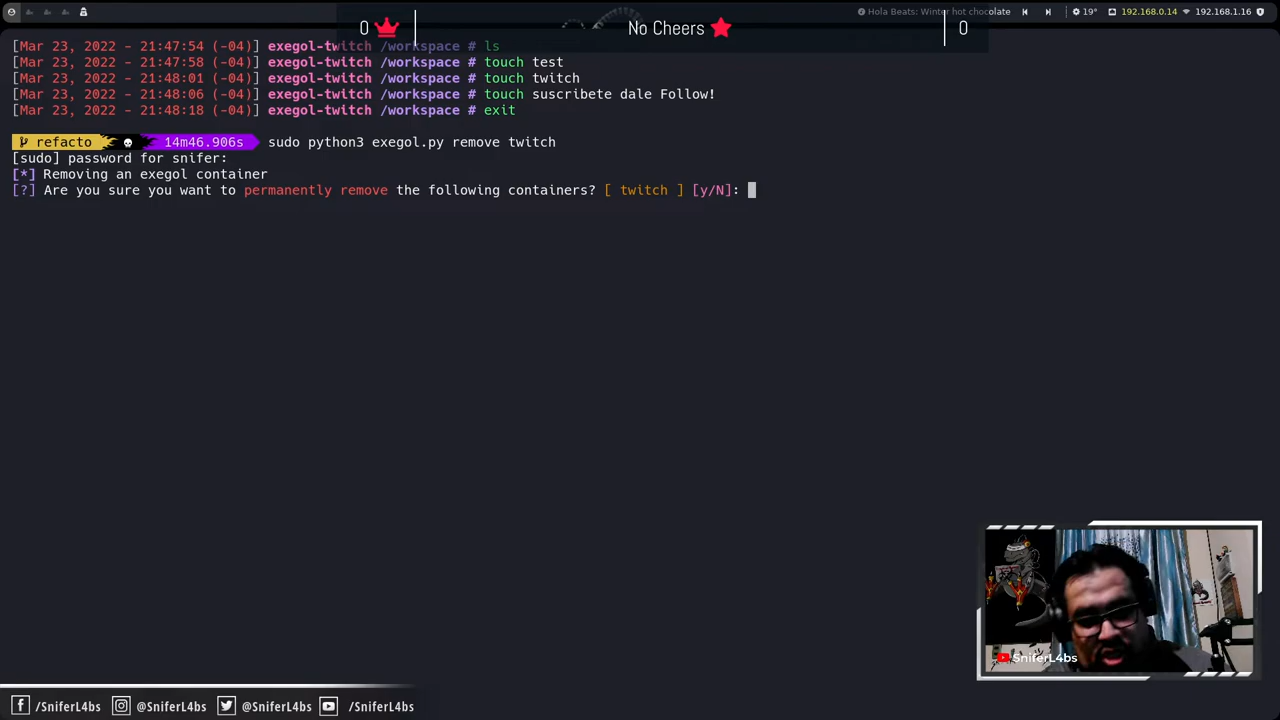 Hola Beats: Winter hot chocolate 19° 192.168.0.14 192.168.1.16
0 No Cheers 0
[Mar 23, 2022 - 21:47:54 (-04)] exegol-twitch /workspace # ls
[Mar 23, 2022 - 21:47:58 (-04)] exegol-twitch /workspace # touch test
[Mar 23, 2022 - 21:48:01 (-04)] exegol-twitch /workspace # touch twitch
[Mar 23, 2022 - 21:48:06 (-04)] exegol-twitch /workspace # touch suscribete dale Follow!
[Mar 23, 2022 - 21:48:18 (-04)] exegol-twitch /workspace # exit
refacto 14m46.906s sudo python3 exegol.py remove twitch
[sudo] password for snifer:
[*] Removing an exegol container
[?] Are you sure you want to permanently remove the following containers? [ twitch ] [y/N]:
SniferL4bs
/SniferL4bs @SniferL4bs @SniferL4bs /SniferL4bs